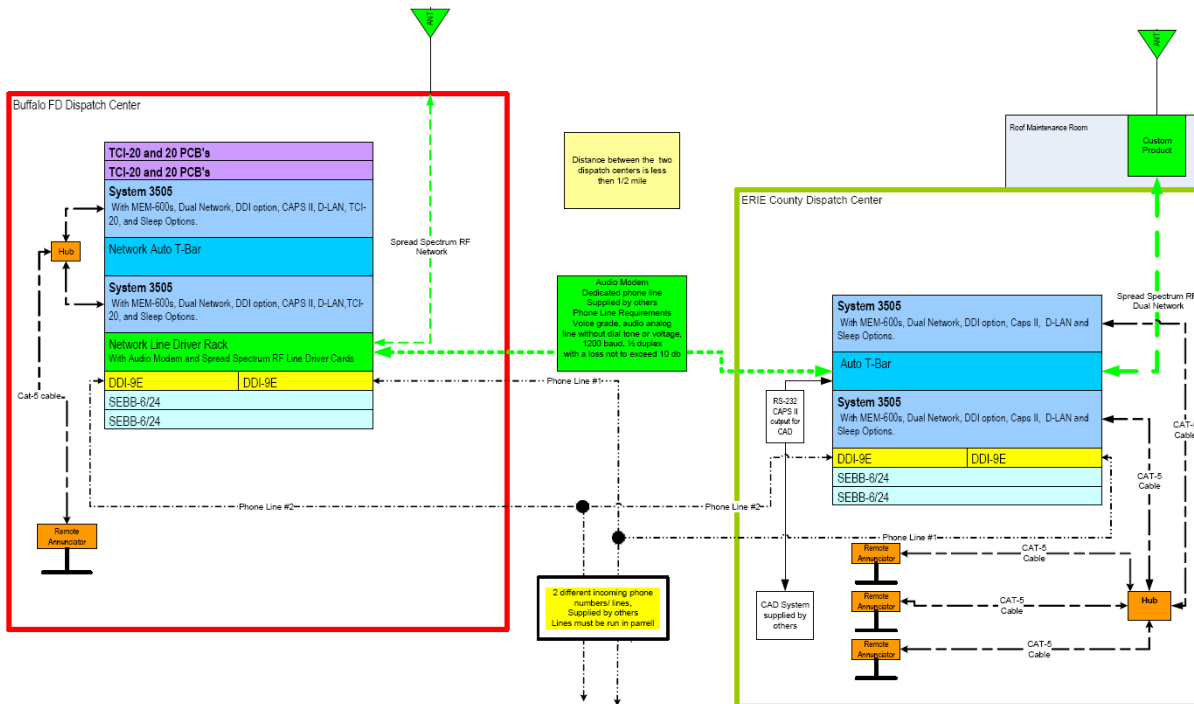 ANT
Buffalo FD Dispatch Center
TCI-20 and 20 PCB's
TCI-20 and 20 PCB's
System 3505
With MEM-600s, Dual Network, DDI option, CAPS II, D-LAN, TCI-
20, and Sleep Options.
Network Auto T-Bar
System 3505
With MEM-600s, Dual Network, DDI option, CAPS II, D-LAN,TCI-
20, and Sleep Options.
Network Line Driver Rack
With Audio Modem and Spread Spectrum RF Line Driver Cards
DDI-9E
DDI-9E
SEBB-6/24
SEBB-6/24
Hub
Cat-5 cable
Remote
Annunciator
Spread Spectrum RF
Network
Distance between the two
dispatch centers is less
then 1/2 mile
Audio Modem
Dedicated phone line
Supplied by others
Phone Line Requirements
Voice grade, audio analog
line without dial tone or voltage,
1200 baud, ½ duplex
with a loss not to exceed 10 db
Phone Line #1
Phone Line #2
Phone Line #2
Phone Line #1
2 different incoming phone
numbers/ lines,
Supplied by others
Lines must be run in parrell
ANT
Roof Maintenance Room
Custom
Product
ERIE County Dispatch Center
Spread Spectrum RF
Dual Network
System 3505
With MEM-600s, Dual Network, DDI option, Caps II, D-LAN and
Sleep Options.
Auto T-Bar
System 3505
With MEM-600s, Dual Network, DDI option, Caps II, D-LAN and
Sleep Options.
DDI-9E
DDI-9E
SEBB-6/24
SEBB-6/24
RS-232
CAPS II
output for
CAD
CAD System
supplied by
others
CAT-5
Cable
CAT-5
Cable
Remote
Annunciator
CAT-5
Cable
Remote
Annunciator
CAT-5
Cable
Remote
Annunciator
CAT-5
Cable
Hub